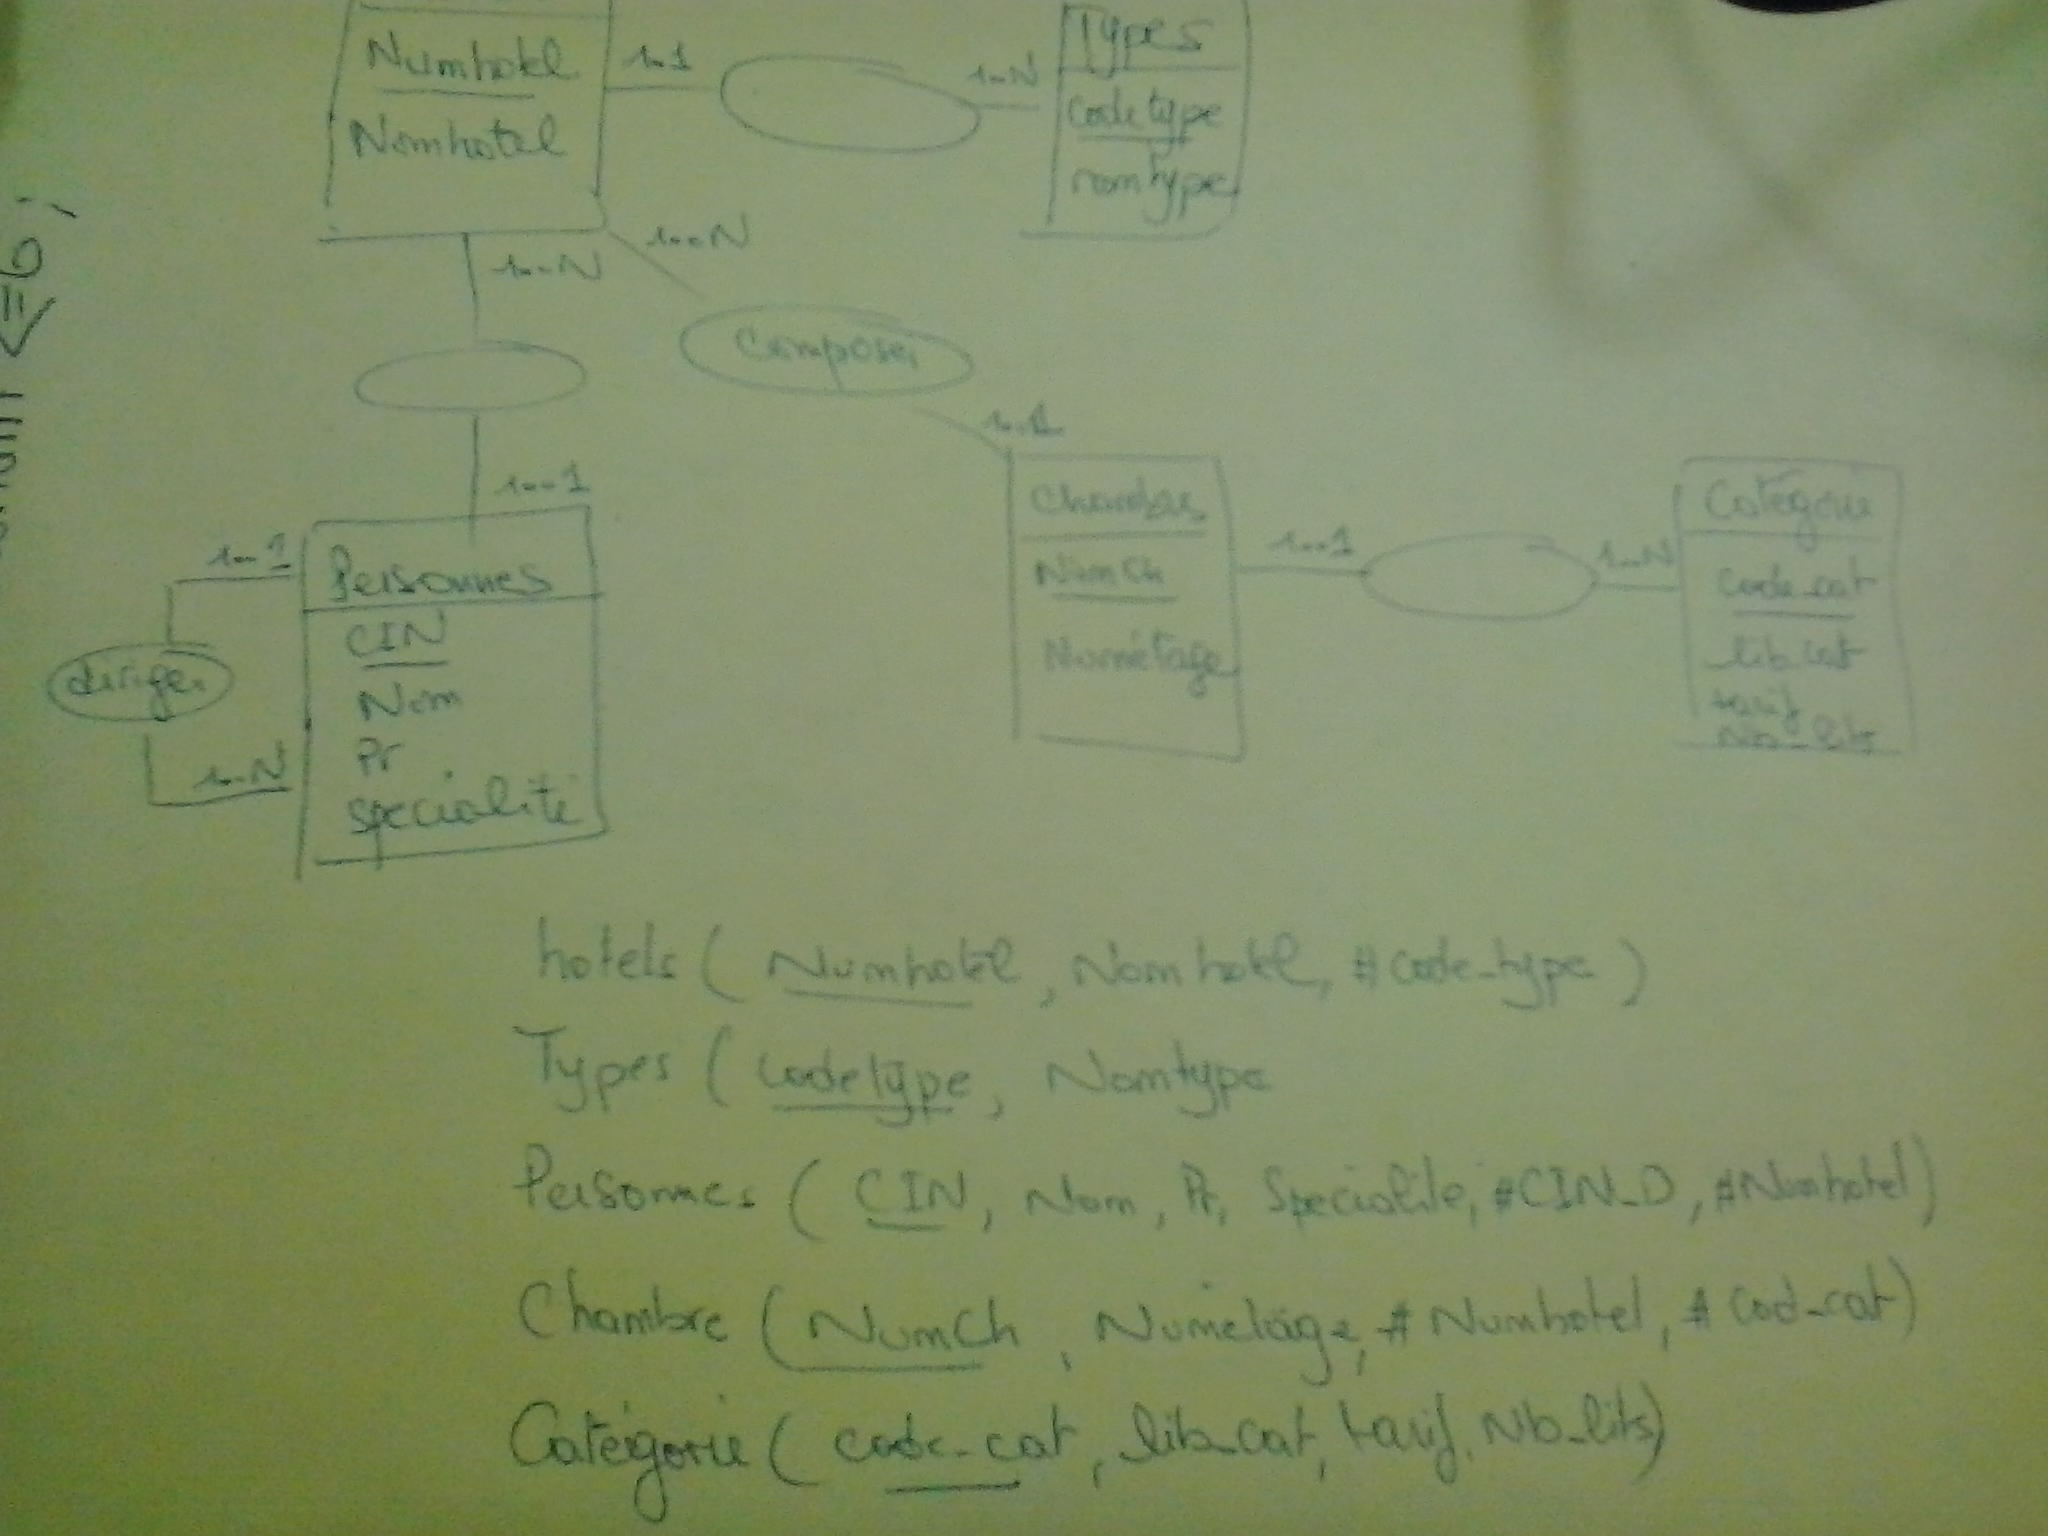 Numhotel
Nomhotel
1..1
1..N
Types
codetype
nomtype
1...N
1...N
Composer
1..1
1...1
Personnes
CIN
Nom
Pr
specialité
1...1
diriger
1..N
Chambres
NumCh
Numétage
1...1
1..N
Catégorie
code_cat
lib_cat
tarif
Nb_lits
hotels ( Numhotel , Nomhotel, #code_type )
Types ( codetype , Nomtype
Personnes ( CIN , Nom , Pr, Specialite, #CIN_D , #Numhotel )
Chambre ( NumCh , Numetage, # Numhotel, # cod_cat )
Catégorie ( code_cat , lib_cat, tarif, Nb_lits)